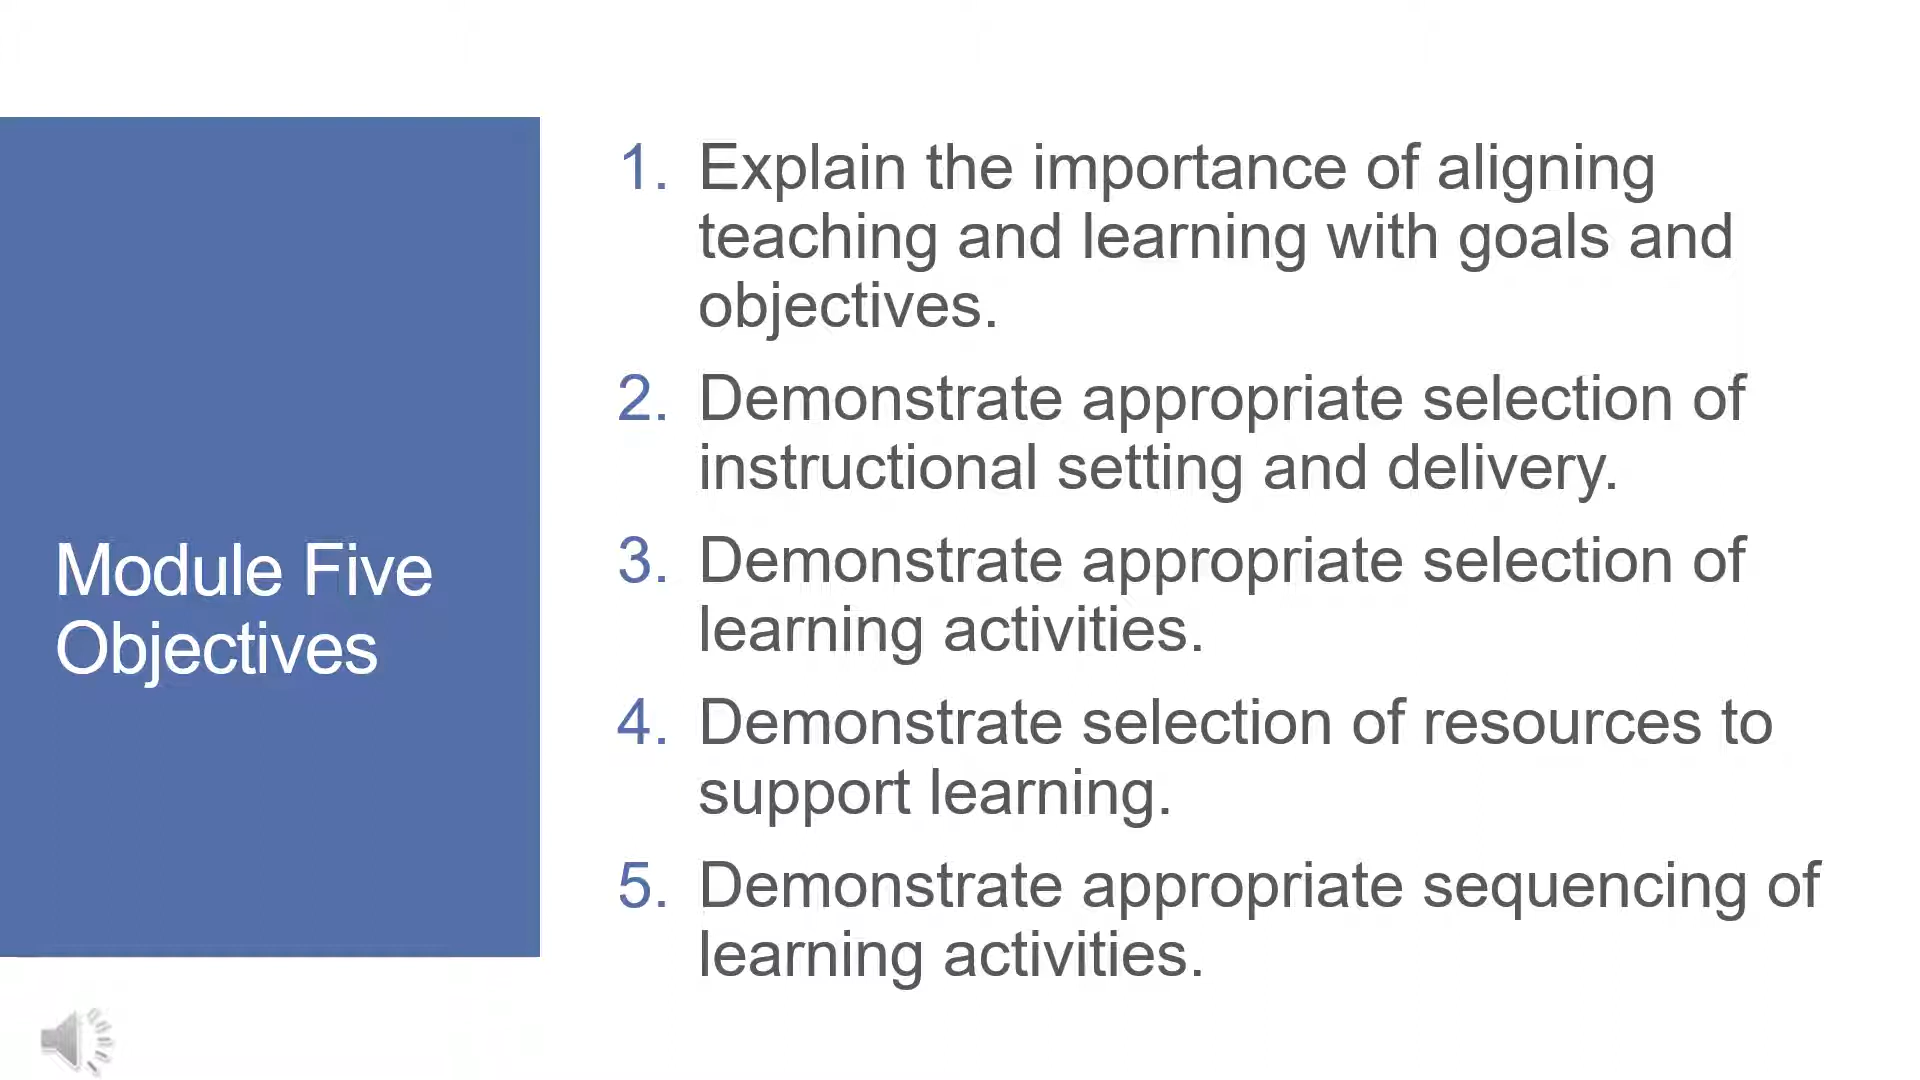 Module Five
Objectives
1. Explain the importance of aligning
teaching and learning with goals and
objectives.
2. Demonstrate appropriate selection of
instructional setting and delivery.
3. Demonstrate appropriate selection of
learning activities.
4. Demonstrate selection of resources to
support learning.
5. Demonstrate appropriate sequencing of
learning activities.